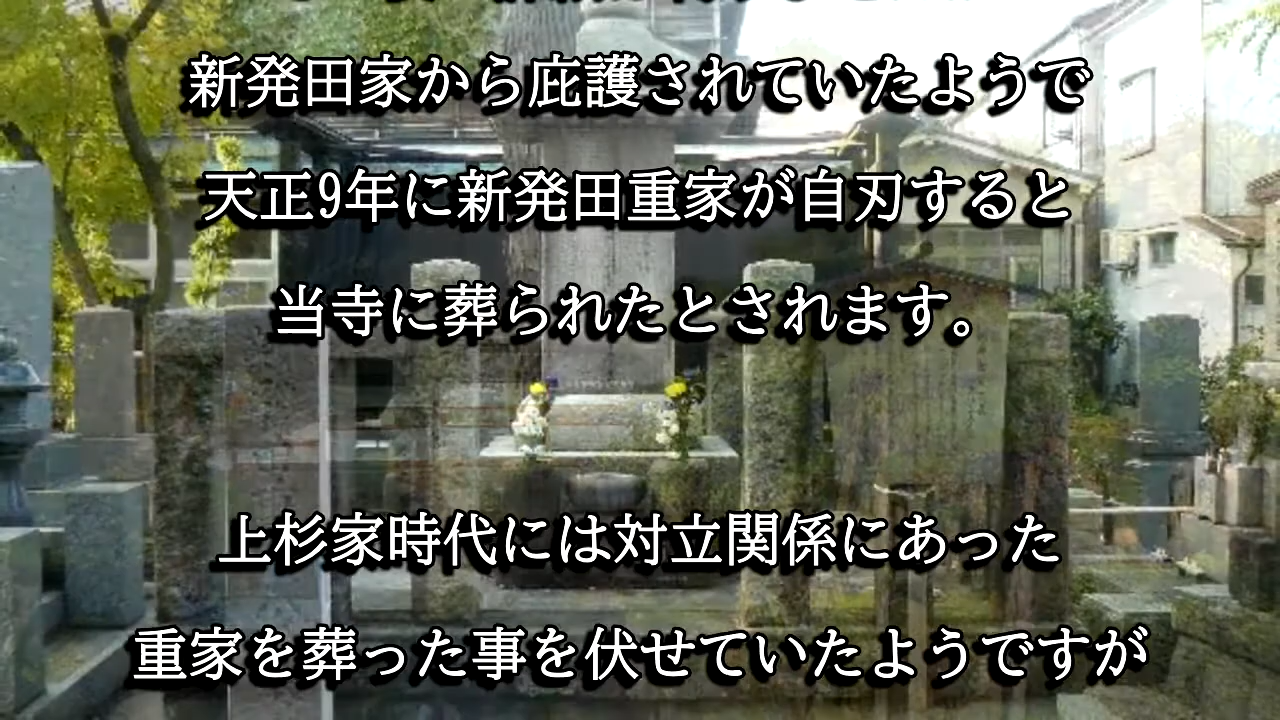 新発田家から庇護されていたようで
天正9年に新発田重家が自刃すると
当寺に葬られたとされます。
上杉家時代には対立関係にあった
重家を葬った事を伏せていたようですが